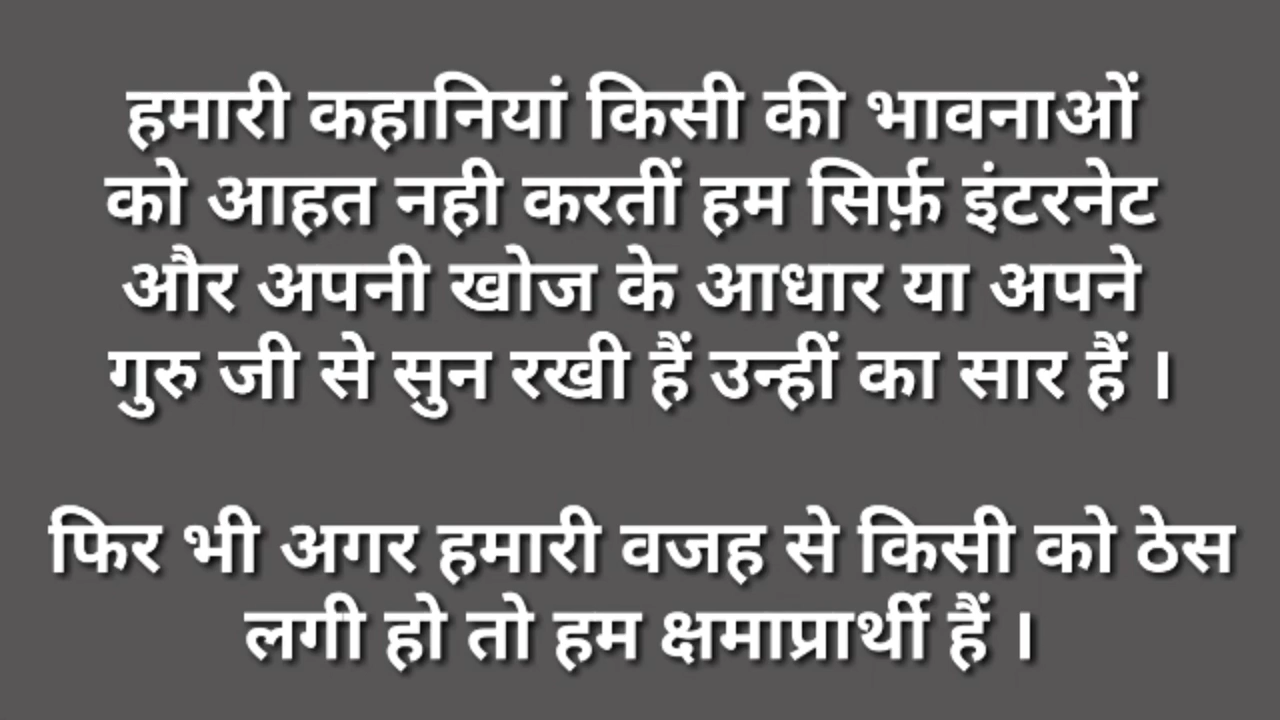 हमारी कहानियां किसी की भावनाओं
को आहत नही करतीं हम सिर्फ़ इंटरनेट
और अपनी खोज के आधार या अपने
गुरु जी से सुन रखी हैं उन्हीं का सार हैं ।
फिर भी अगर हमारी वजह से किसी को ठेस
लगी हो तो हम क्षमाप्रार्थी हैं ।